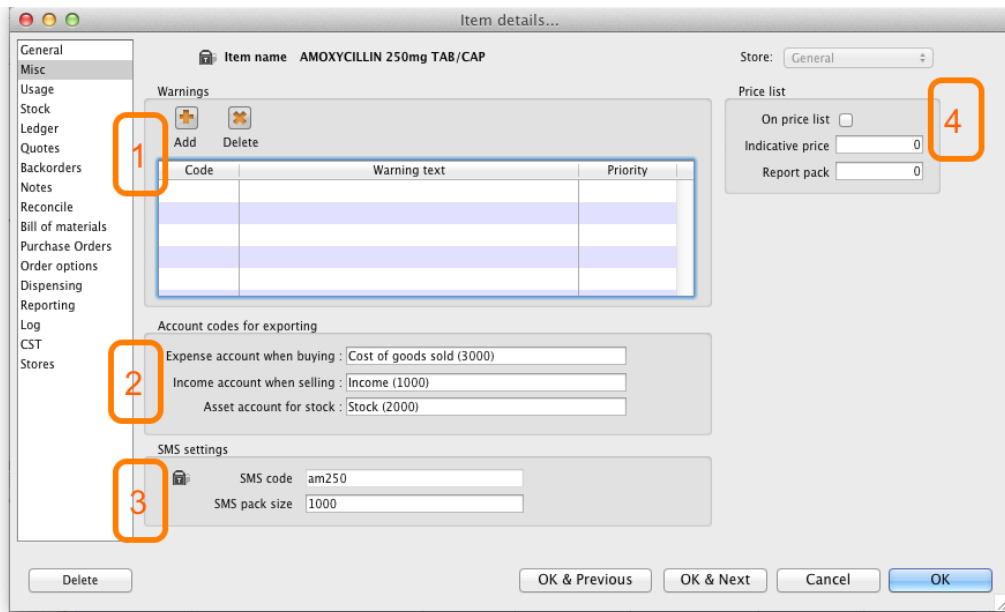 Item details...
General
Misc
Usage
Stock
Ledger
Quotes
Backorders
Notes
Reconcile
Bill of materials
Purchase Orders
Order options
Dispensing
Reporting
Log
CST
Stores
Item name AMOXYCILLIN 250mg TAB/CAP
Store: General
Warnings
Add Delete
1
Code Warning text Priority
Price list
On price list
Indicative price 0
Report pack 0
4
Account codes for exporting
Expense account when buying : Cost of goods sold (3000)
Income account when selling : Income (1000)
Asset account for stock : Stock (2000)
2
SMS settings
SMS code am250
SMS pack size 1000
3
Delete OK & Previous OK & Next Cancel OK